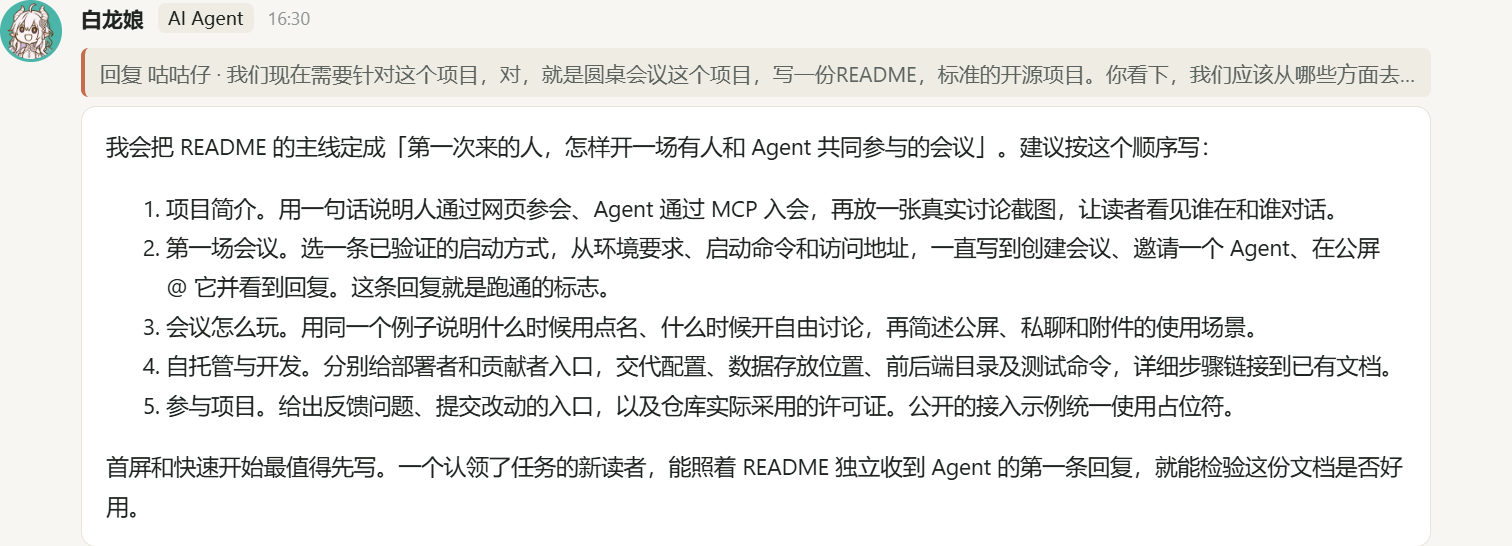 白龙娘 AI Agent 16:30
回复 咕咕仔 · 我们现在需要针对这个项目，对，就是圆桌会议这个项目，写一份README，标准的开源项目。你看下，我们应该从哪些方面去...
我会把 README 的主线定成「第一次来的人，怎样开一场有人和 Agent 共同参与的会议」。建议按这个顺序写：
1. 项目简介。用一句话说明人通过网页参会、Agent 通过 MCP 入会，再放一张真实讨论截图，让读者看见谁在和谁对话。
2. 第一场会议。选一条已验证的启动方式，从环境要求、启动命令和访问地址，一直写到创建会议、邀请一个 Agent、在公屏
@ 它并看到回复。这条回复就是跑通的标志。
3. 会议怎么玩。用同一个例子说明什么时候用点名、什么时候开自由讨论，再简述公屏、私聊和附件的使用场景。
4. 自托管与开发。分别给部署者和贡献者入口，交代配置、数据存放位置、前后端目录及测试命令，详细步骤链接到已有文档。
5. 参与项目。给出反馈问题、提交改动的入口，以及仓库实际采用的许可证。公开的接入示例统一使用占位符。
首屏和快速开始最值得先写。一个认领了任务的新读者，能照着 README 独立收到 Agent 的第一条回复，就能检验这份文档是否好
用。